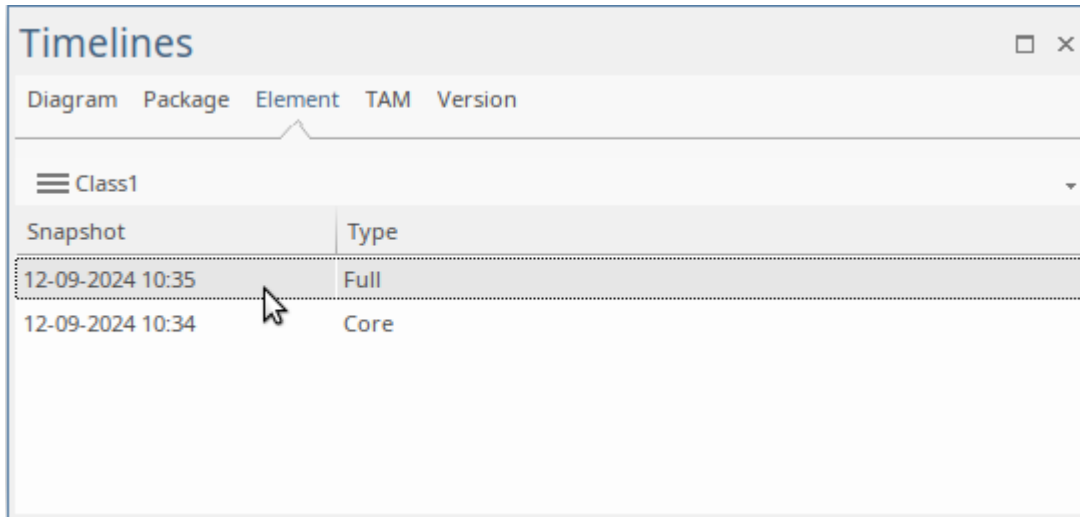 Timelines
Diagram Package Element TAM Version
Class1
Snapshot Type
12-09-2024 10:35 Full
12-09-2024 10:34 Core